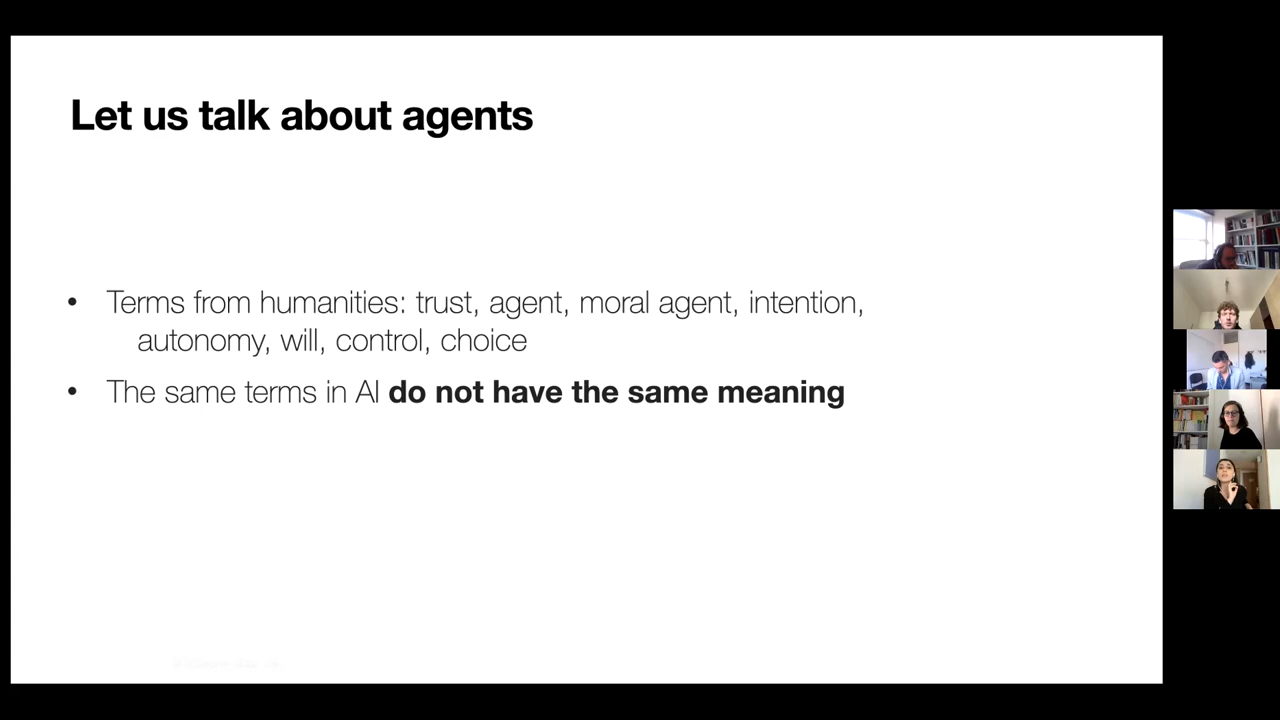 Let us talk about agents
• Terms from humanities: trust, agent, moral agent, intention,
autonomy, will, control, choice
• The same terms in AI do not have the same meaning